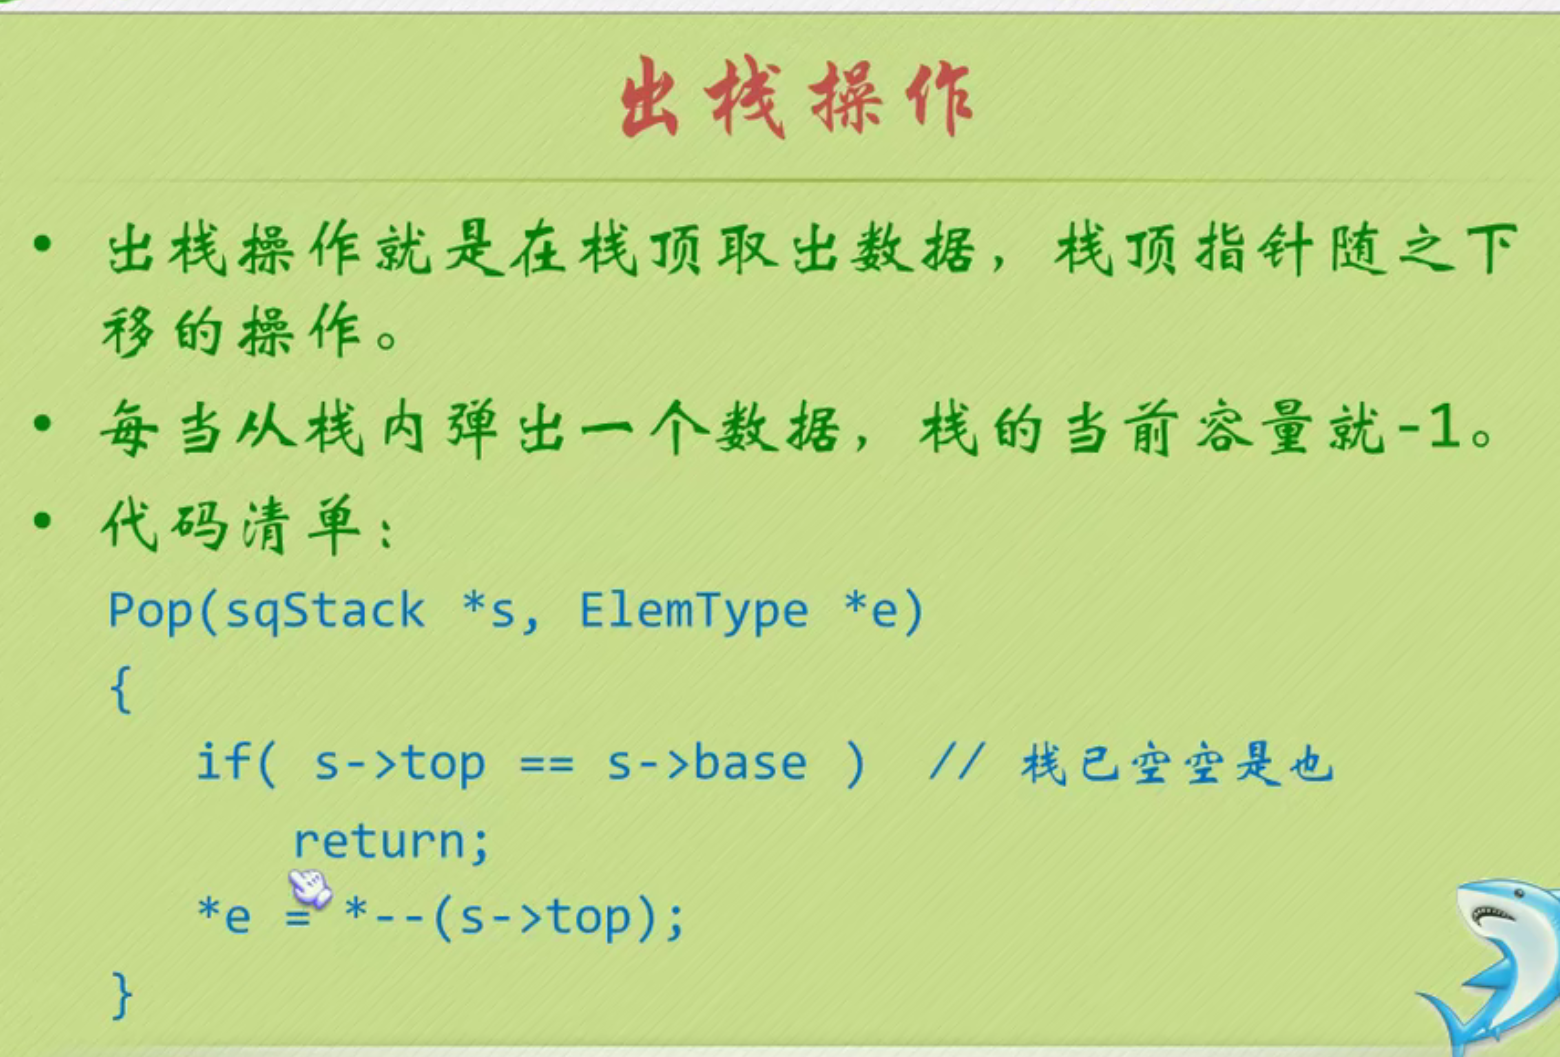 出栈操作
• 出栈操作就是在栈顶取出数据，栈顶指针随之下
移的操作。
• 每当从栈内弹出一个数据，栈的当前容量就-1。
• 代码清单：
Pop(sqStack *s, ElemType *e)
{
if( s->top == s->base ) // 栈已空空是也
return;
*e = *--(s->top);
}